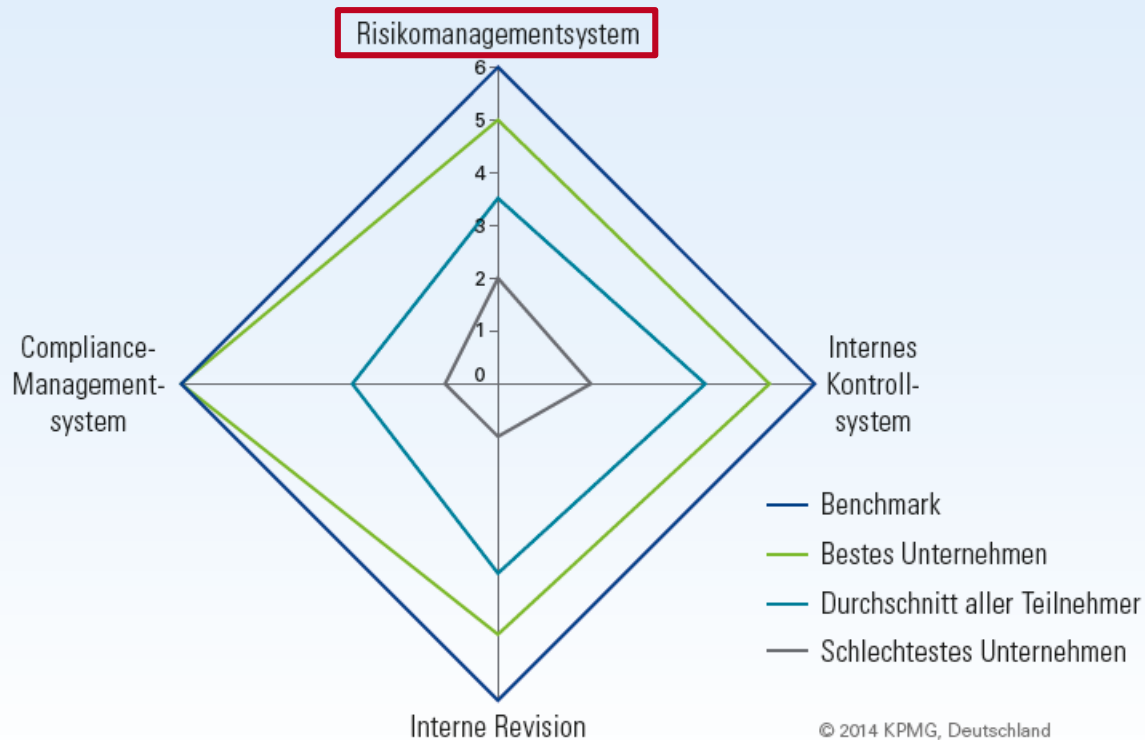 Risikomanagementsystem
6
5
4
3
2
1
0
Compliance-
Management-
system
Internes
Kontroll-
system
Benchmark
Bestes Unternehmen
Durchschnitt aller Teilnehmer
Schlechtestes Unternehmen
Interne Revision
© 2014 KPMG, Deutschland